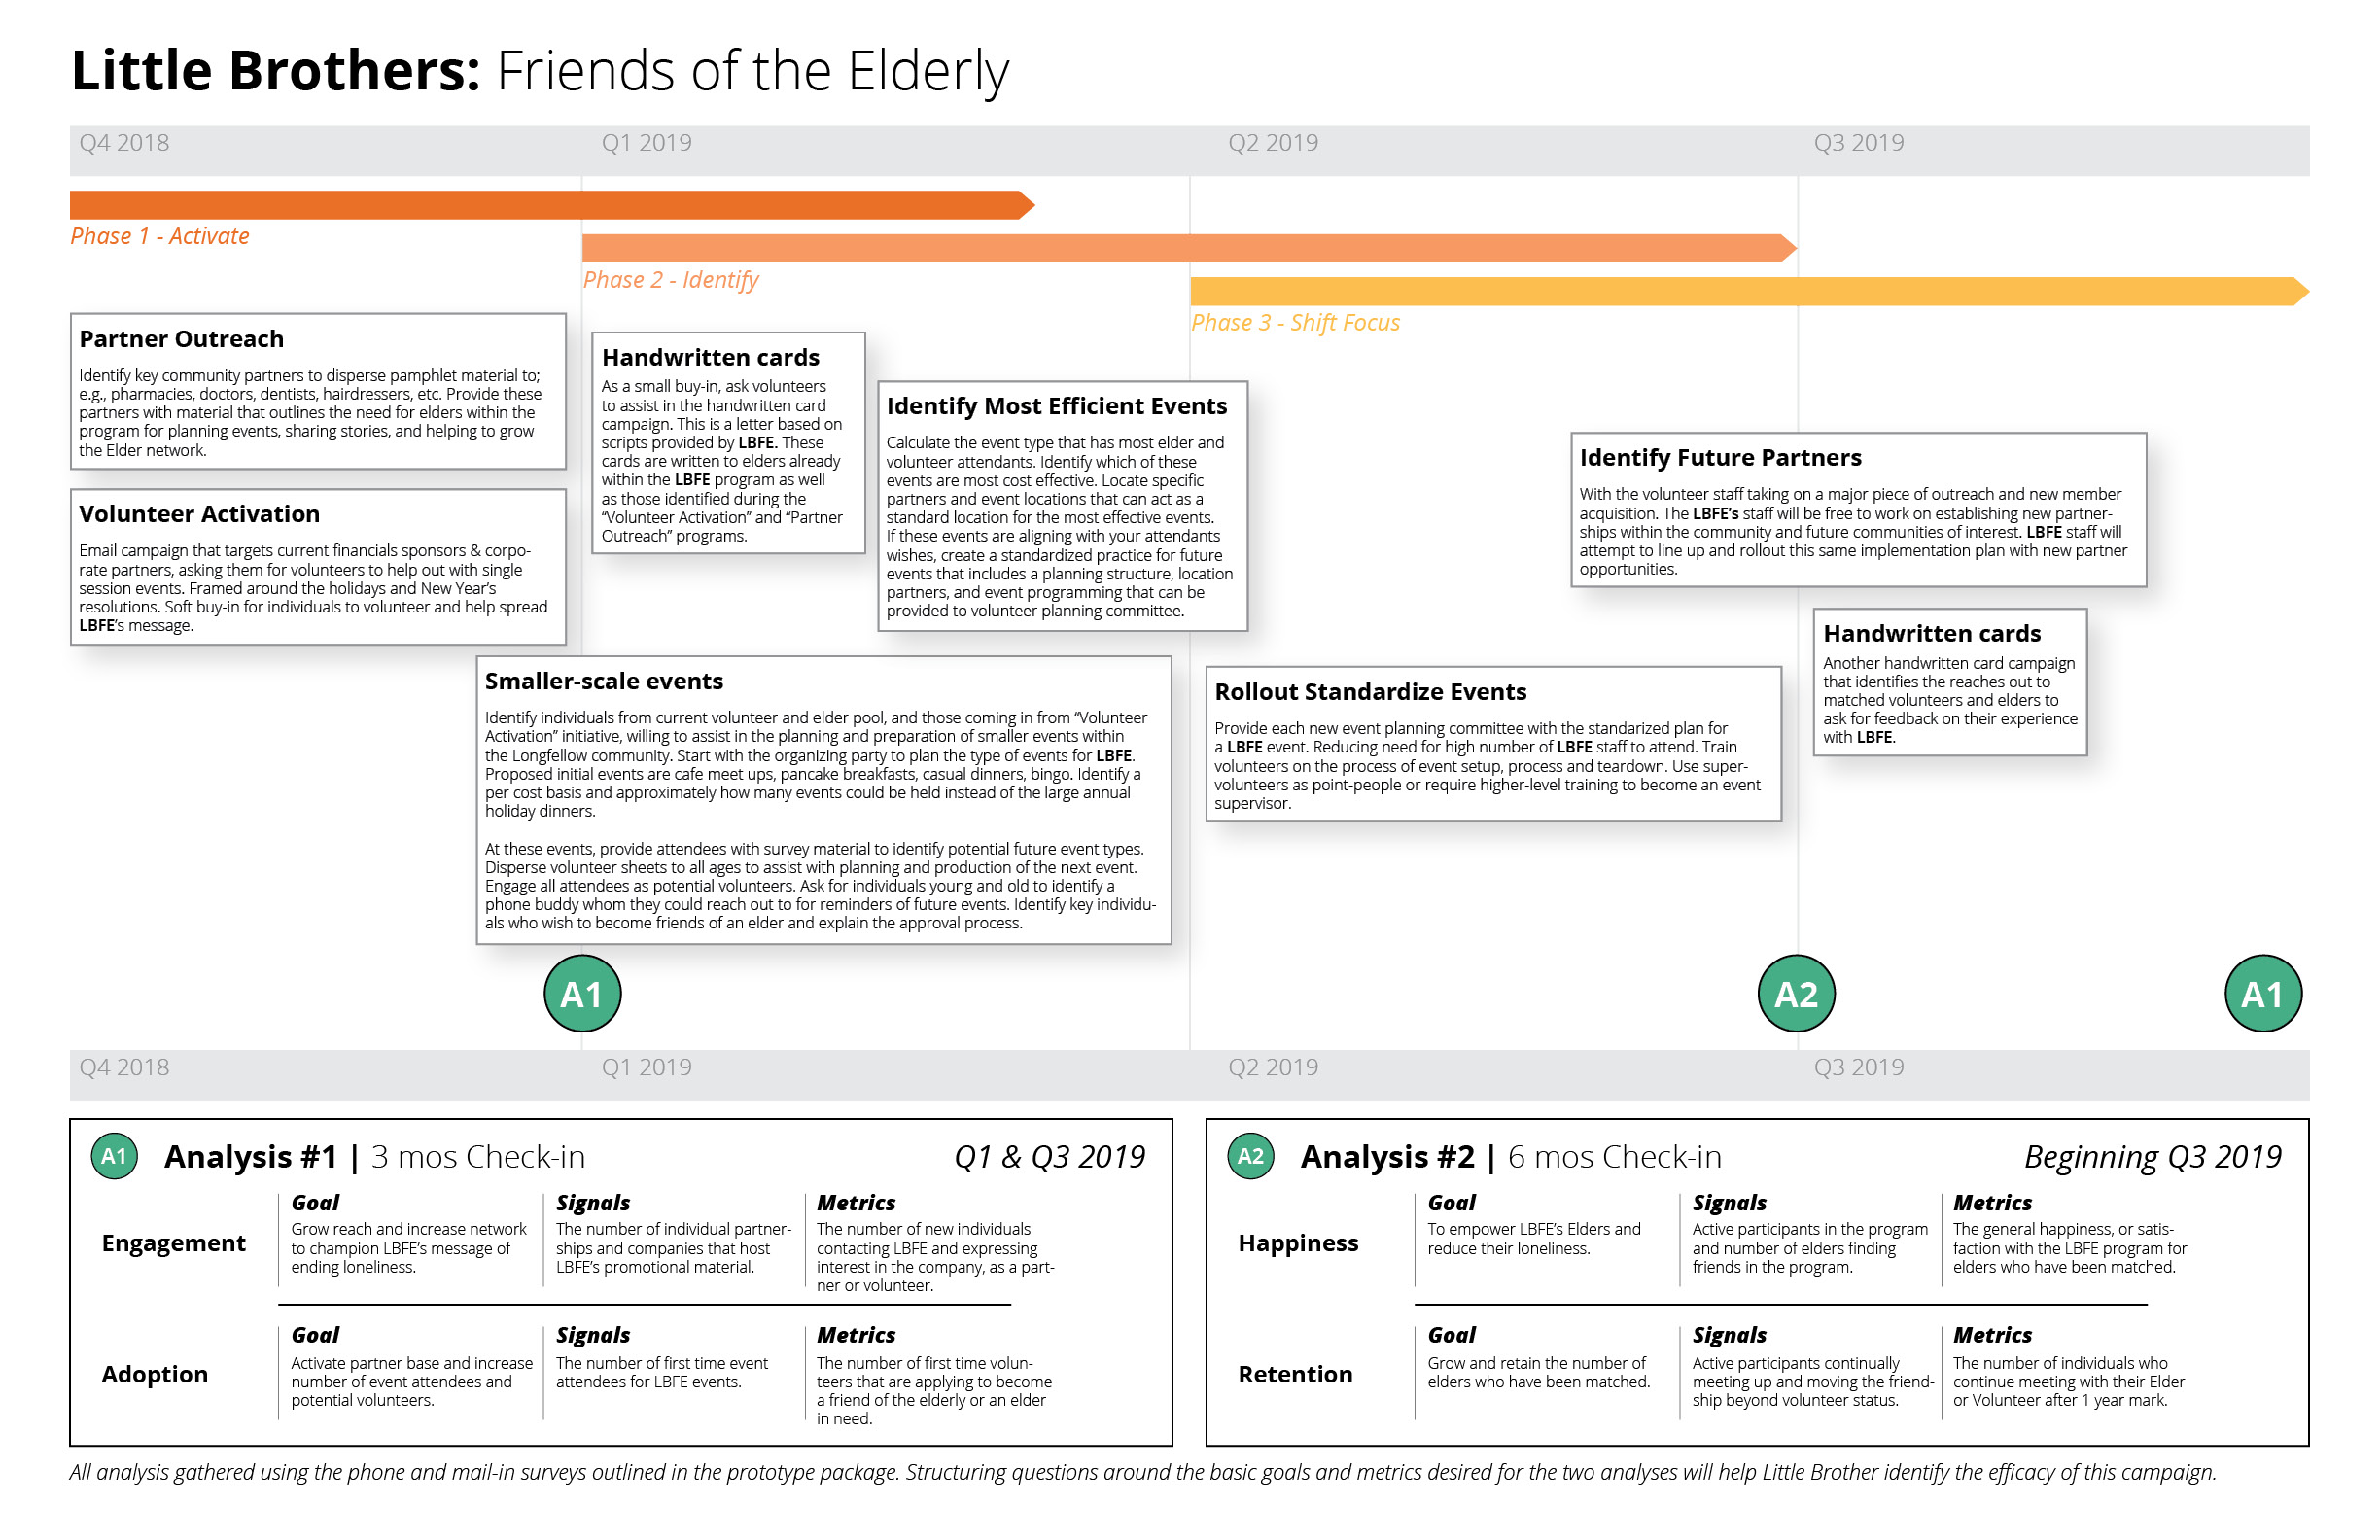 Little Brothers: Friends of the Elderly
Q4 2018
Q1 2019
Q2 2019
Q3 2019
Phase 1 - Activate
Phase 2 - Identify
Phase 3 - Shift Focus
Partner Outreach
Identify key community partners to disperse pamphlet material to;
e.g., pharmacies, doctors, dentists, hairdressers, etc. Provide these
partners with material that outlines the need for elders within the
program for planning events, sharing stories, and helping to grow
the Elder network.
Volunteer Activation
Email campaign that targets current financials sponsors & corpo-
rate partners, asking them for volunteers to help out with single
session events. Framed around the holidays and New Year’s
resolutions. Soft buy-in for individuals to volunteer and help spread
LBFE’s message.
Handwritten cards
As a small buy-in, ask volunteers
to assist in the handwritten card
campaign. This is a letter based on
scripts provided by LBFE. These
cards are written to elders already
within the LBFE program as well
as those identified during the
“Volunteer Activation” and “Partner
Outreach” programs.
Identify Most Efficient Events
Calculate the event type that has most elder and
volunteer attendants. Identify which of these
events are most cost effective. Locate specific
partners and event locations that can act as a
standard location for the most effective events.
If these events are aligning with your attendants
wishes, create a standardized practice for future
events that includes a planning structure, location
partners, and event programming that can be
provided to volunteer planning committee.
Smaller-scale events
Identify individuals from current volunteer and elder pool, and those coming in from “Volunteer
Activation” initiative, willing to assist in the planning and preparation of smaller events within
the Longfellow community. Start with the organizing party to plan the type of events for LBFE.
Proposed initial events are cafe meet ups, pancake breakfasts, casual dinners, bingo. Identify a
per cost basis and approximately how many events could be held instead of the large annual
holiday dinners.
At these events, provide attendees with survey material to identify potential future event types.
Disperse volunteer sheets to all ages to assist with planning and production of the next event.
Engage all attendees as potential volunteers. Ask for individuals young and old to identify a
phone buddy whom they could reach out to for reminders of future events. Identify key individu-
als who wish to become friends of an elder and explain the approval process.
Identify Future Partners
With the volunteer staff taking on a major piece of outreach and new member
acquisition. The LBFE’s staff will be free to work on establishing new partner-
ships within the community and future communities of interest. LBFE staff will
attempt to line up and rollout this same implementation plan with new partner
opportunities.
Rollout Standardize Events
Provide each new event planning committee with the standarized plan for
a LBFE event. Reducing need for high number of LBFE staff to attend. Train
volunteers on the process of event setup, process and teardown. Use super-
volunteers as point-people or require higher-level training to become an event
supervisor.
Handwritten cards
Another handwritten card campaign
that identifies the reaches out to
matched volunteers and elders to
ask for feedback on their experience
with LBFE.
A1
A2
A1
Q4 2018
Q1 2019
Q2 2019
Q3 2019
A1
Analysis #1 | 3 mos Check-in
Q1 & Q3 2019
Engagement
Goal
Grow reach and increase network
to champion LBFE’s message of
ending loneliness.
Signals
The number of individual partner-
ships and companies that host
LBFE’s promotional material.
Metrics
The number of new individuals
contacting LBFE and expressing
interest in the company, as a part-
ner or volunteer.
Adoption
Goal
Activate partner base and increase
number of event attendees and
potential volunteers.
Signals
The number of first time event
attendees for LBFE events.
Metrics
The number of first time volun-
teers that are applying to become
a friend of the elderly or an elder
in need.
A2
Analysis #2 | 6 mos Check-in
Beginning Q3 2019
Happiness
Goal
To empower LBFE’s Elders and
reduce their loneliness.
Signals
Active participants in the program
and number of elders finding
friends in the program.
Metrics
The general happiness, or satis-
faction with the LBFE program for
elders who have been matched.
Retention
Goal
Grow and retain the number of
elders who have been matched.
Signals
Active participants continually
meeting up and moving the friend-
ship beyond volunteer status.
Metrics
The number of individuals who
continue meeting with their Elder
or Volunteer after 1 year mark.
All analysis gathered using the phone and mail-in surveys outlined in the prototype package. Structuring questions around the basic goals and metrics desired for the two analyses will help Little Brother identify the efficacy of this campaign.